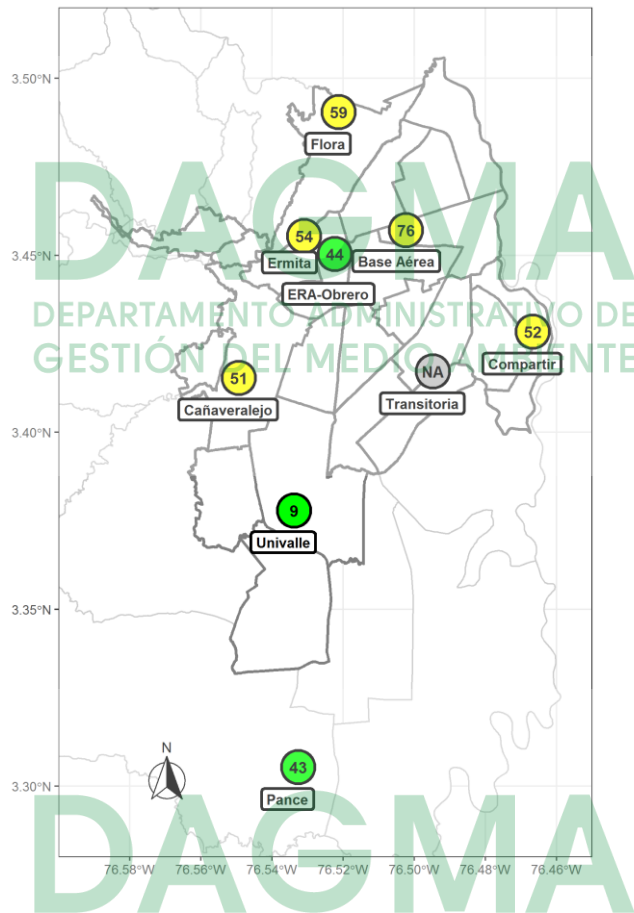 3.50°N
59
Flora
DAGMA
54
44
76
3.45°N
Ermita
Base Aérea
ERA-Obrero
DEPARTAMENTO ADMINISTRATIVO DE
52
GESTIÓN DEL MEDIO AMBIENTE
Compartir
51
NA
Cañaveralejo
Transitoria
3.40°N
9
Univalle
3.35°N
N
43
3.30°N
Pance
DAGMA
76.58°W
76.56°W
76.54°W
76.52°W
76.50°W
76.48°W
76.46°W